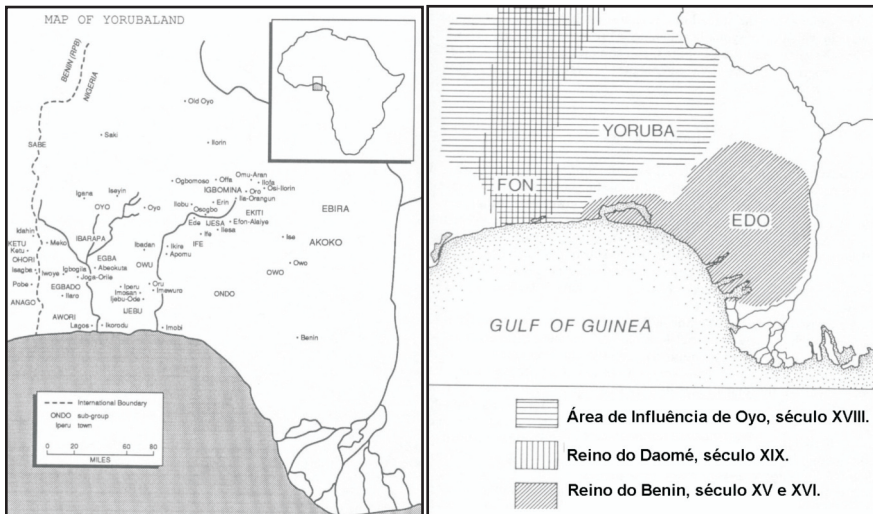 MAP OF YORUBALAND
BENIN (RPB)
NIGERIA
Old Oyo
Saki
Ilorin
SABE
Ogbomoso
Offa
Omu-Aran
Ilofa
IGBOMINA
Oro
Osi-Ilorin
Igana
Iseyin
OYO
Oyo
Ilobu
Erin
Ila-Orangun
Osogbo
EKITI
EBIRA
Ede
IJESA
Efon-Alaiye
Ilesa
Idahin
IBARAPA
Ibadan
Ikire
IFE
Ife
Ise
AKOKO
KETU
Ketu
Meko
EGBA
Apomu
OHORI
Igbogila
Abeokuta
OWU
Owo
OWO
Isagba
Iwoye
Joga-Orile
Pobe
EGBADO
Iperu
Oru
ONDO
Ilaro
Imosan
Imewuro
Ijebu-Ode
ANAGO
IJEBU
AWORI
Lagos
Ikorodu
Imobi
Benin
International Boundary
ONDO sub-group
Iperu town
0 20 40 60 80
MILES
YORUBA
FON
EDO
GULF OF GUINEA
Área de Influência de Oyo, século XVIII.
Reino do Daomé, século XIX.
Reino do Benin, século XV e XVI.